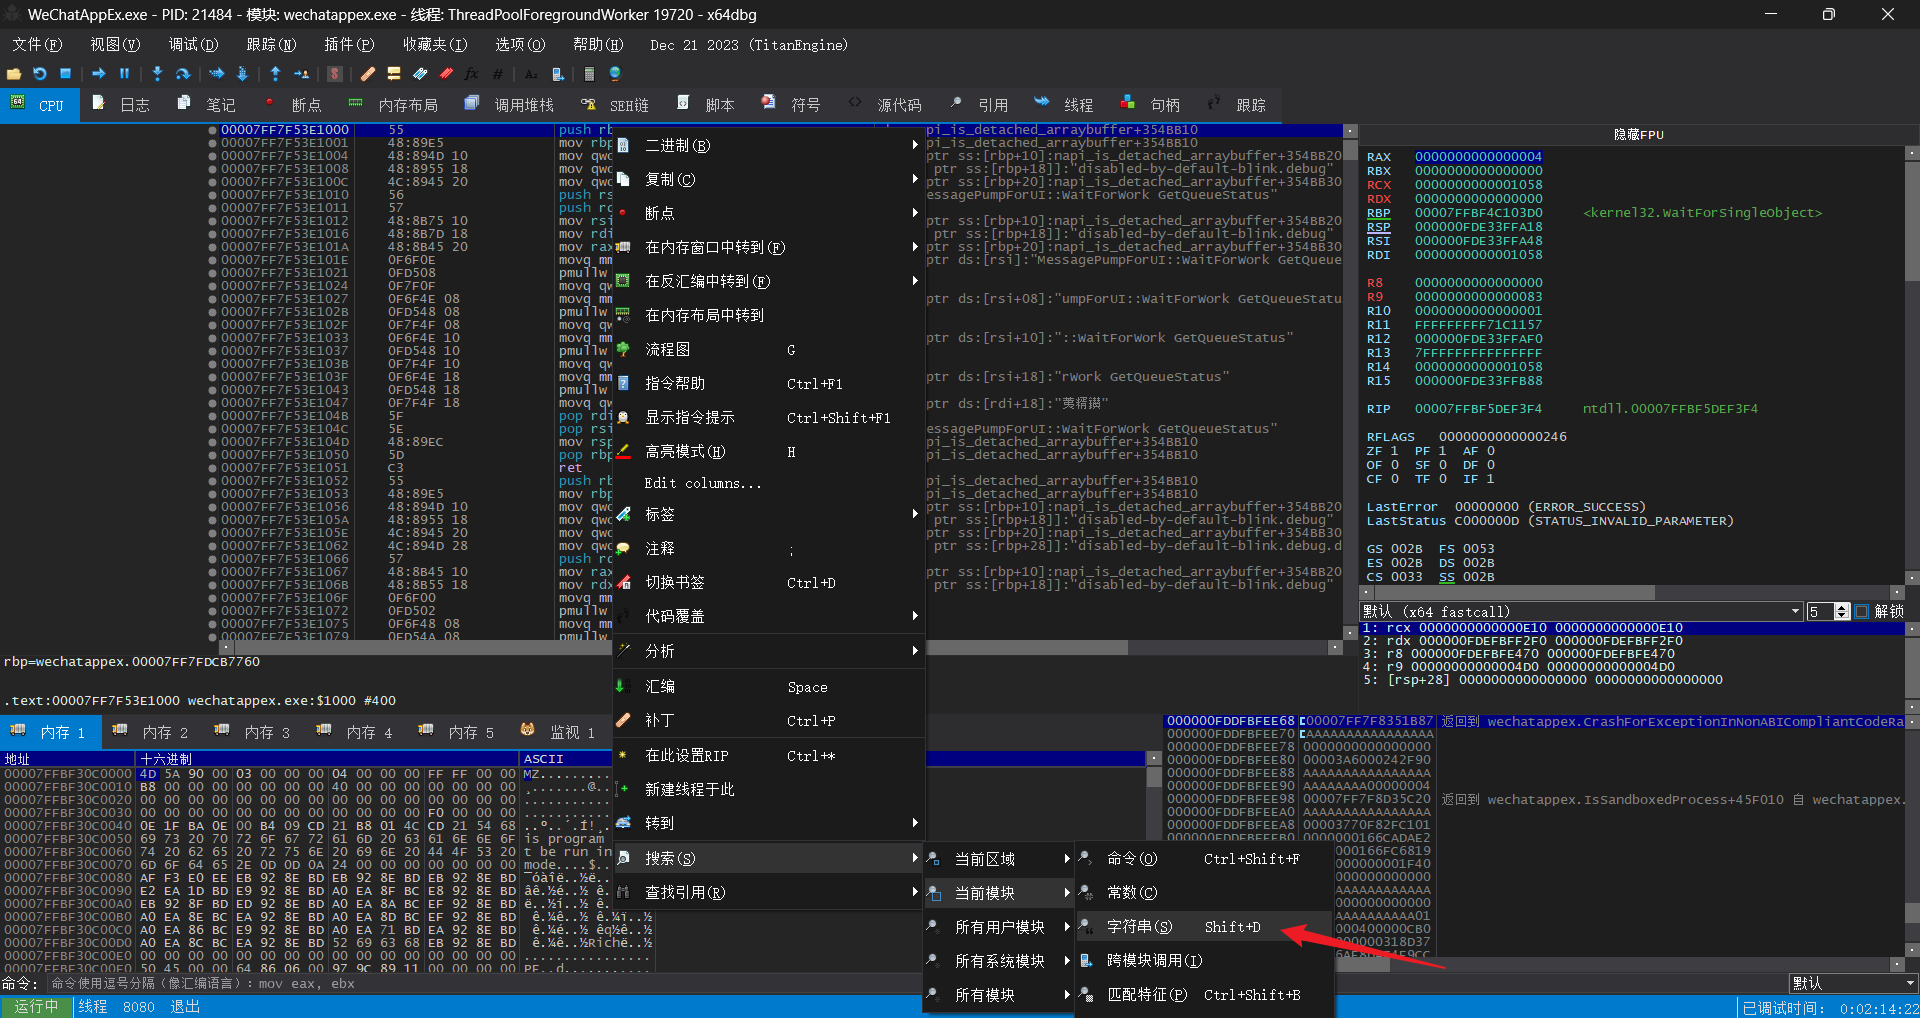 WeChatAppEx.exe - PID: 21484 - 模块: wechatappex.exe - 线程: ThreadPoolForegroundWorker 19720 - x64dbg
文件(F) 视图(V) 调试(D) 跟踪(N) 插件(P) 收藏夹(I) 选项(O) 帮助(H) Dec 21 2023 (TitanEngine)
CPU 日志 笔记 断点 内存布局 调用堆栈 SEH链 脚本 符号 源代码 引用 线程 句柄 跟踪
00007FF7F53E1000 55 push rb
00007FF7F53E1001 48:89E5 mov rbp
00007FF7F53E1004 48:894D 10 mov qwo
00007FF7F53E1008 48:8955 18 mov qwo
00007FF7F53E100C 4C:8945 20 mov qwo
00007FF7F53E1010 56 push rs
00007FF7F53E1011 57 push rd
00007FF7F53E1012 48:8B75 10 mov rsi
00007FF7F53E1016 48:8B7D 18 mov rdi
00007FF7F53E101A 48:8B45 20 mov rax
00007FF7F53E101E 0F6F0E movq mm
00007FF7F53E1021 0FD508 pmullw
00007FF7F53E1024 0F7F0F movq qw
00007FF7F53E1027 0F6F4E 08 movq mm
00007FF7F53E102B 0FD548 08 pmullw
00007FF7F53E102F 0F7F4F 08 movq qw
00007FF7F53E1033 0F6F4E 10 movq mm
00007FF7F53E1037 0FD548 10 pmullw
00007FF7F53E103B 0F7F4F 10 movq qw
00007FF7F53E103F 0F6F4E 18 movq mm
00007FF7F53E1043 0FD548 18 pmullw
00007FF7F53E1047 0F7F4F 18 movq qw
00007FF7F53E104B 5F pop rdi
00007FF7F53E104C 5E pop rsi
00007FF7F53E104D 48:89EC mov rsp
00007FF7F53E1050 5D pop rbp
00007FF7F53E1051 C3 ret
00007FF7F53E1052 55 push rb
00007FF7F53E1053 48:89E5 mov rbp
00007FF7F53E1056 48:894D 10 mov qwo
00007FF7F53E105A 48:8955 18 mov qwo
00007FF7F53E105E 4C:8945 20 mov qwo
00007FF7F53E1062 4C:894D 28 mov qwo
00007FF7F53E1066 57 push rd
00007FF7F53E1067 48:8B45 10 mov rax
00007FF7F53E106B 48:8B55 18 mov rdx
00007FF7F53E106F 0F6F00 movq mm
00007FF7F53E1072 0FD502 pmullw
00007FF7F53E1075 0F6F48 08 movq mm
00007FF7F53E1079 0FD54A 08 pmullw
pi_is_detached_arraybuffer+354BB10
pi_is_detached_arraybuffer+354BB10
ptr ss:[rbp+10]:napi_is_detached_arraybuffer+354BB20
ptr ss:[rbp+18]]:"disabled-by-default-blink.debug"
ptr ss:[rbp+20]:napi_is_detached_arraybuffer+354BB30
essagePumpForUI::WaitForWork GetQueueStatus"
ptr ss:[rbp+10]:napi_is_detached_arraybuffer+354BB20
ptr ss:[rbp+18]]:"disabled-by-default-blink.debug"
ptr ss:[rbp+20]:napi_is_detached_arraybuffer+354BB30
ptr ds:[rsi]:"MessagePumpForUI::WaitForWork GetQueue
ptr ds:[rsi+08]:"umpForUI::WaitForWork GetQueueStatu
ptr ds:[rsi+10]:"::WaitForWork GetQueueStatus"
ptr ds:[rsi+18]:"rWork GetQueueStatus"
ptr ds:[rdi+18]:
essagePumpForUI::WaitForWork GetQueueStatus"
pi_is_detached_arraybuffer+354BB10
pi_is_detached_arraybuffer+354BB10
pi_is_detached_arraybuffer+354BB10
pi_is_detached_arraybuffer+354BB10
ptr ss:[rbp+10]:napi_is_detached_arraybuffer+354BB20
ptr ss:[rbp+18]]:"disabled-by-default-blink.debug"
ptr ss:[rbp+20]:napi_is_detached_arraybuffer+354BB30
ptr ss:[rbp+28]]:"disabled-by-default-blink.debug.d
ptr ss:[rbp+10]:napi_is_detached_arraybuffer+354BB20
ptr ss:[rbp+18]]:"disabled-by-default-blink.debug"
二进制(B)
复制(C)
断点
在内存窗口中转到(F)
在反汇编中转到(F)
在内存布局中转到
流程图 G
指令帮助 Ctrl+F1
显示指令提示 Ctrl+Shift+F1
高亮模式(H) H
Edit columns...
标签
注释 ;
切换书签 Ctrl+D
代码覆盖
分析
汇编 Space
补丁 Ctrl+P
在此设置RIP Ctrl+*
新建线程于此
转到
搜索(S)
查找引用(R)
当前区域
当前模块
所有用户模块
所有系统模块
所有模块
命令(O) Ctrl+Shift+F
常数(C)
字符串(S) Shift+D
跨模块调用(I)
匹配特征(P) Ctrl+Shift+B
隐藏FPU
RAX 0000000000000004
RBX 0000000000000000
RCX 0000000000001058
RDX 0000000000000000
RBP 00007FFBF4C103D0 <kernel32.WaitForSingleObject>
RSP 000000FDE33FFA18
RSI 000000FDE33FFA48
RDI 0000000000001058
R8 0000000000000000
R9 0000000000000083
R10 0000000000000001
R11 FFFFFFFFF71C1157
R12 000000FDE33FFAF0
R13 7FFFFFFFFFFFFFFF
R14 0000000000001058
R15 000000FDE33FFB88
RIP 00007FFBF5DEF3F4 ntdll.00007FFBF5DEF3F4
RFLAGS 0000000000000246
ZF 1 PF 1 AF 0
OF 0 SF 0 DF 0
CF 0 TF 0 IF 1
LastError 00000000 (ERROR_SUCCESS)
LastStatus C000000D (STATUS_INVALID_PARAMETER)
GS 002B FS 0053
ES 002B DS 002B
CS 0033 SS 002B
默认 (x64 fastcall) 5 解锁
1: rcx 0000000000000E10 0000000000000E10
2: rdx 000000FDEFBFF2F0 000000FDEFBFF2F0
3: r8 000000FDEFBFE470 000000FDEFBFE470
4: r9 00000000000004D0 00000000000004D0
5: [rsp+28] 0000000000000000 0000000000000000
rbp=wechatappex.00007FF7FDCB7760
.text:00007FF7F53E1000 wechatappex.exe:$1000 #400
内存 1 内存 2 内存 3 内存 4 内存 5 监视 1
地址 十六进制 ASCII
00007FFBF30C0000 4D 5A 90 00 03 00 00 00 04 00 00 00 FF FF 00 00 MZ.........
00007FFBF30C0010 B8 00 00 00 00 00 00 00 40 00 00 00 00 00 00 00 ¸.......@...
00007FFBF30C0020 00 00 00 00 00 00 00 00 00 00 00 00 00 00 00 00
00007FFBF30C0030 00 00 00 00 00 00 00 00 00 00 00 00 F0 00 00 00
00007FFBF30C0040 0E 1F BA 0E 00 B4 09 CD 21 B8 01 4C CD 21 54 68 ..º..´.Í!¸.
00007FFBF30C0050 69 73 20 70 72 6F 67 72 61 6D 20 63 61 6E 6E 6F is program
00007FFBF30C0060 74 20 62 65 20 72 75 6E 20 69 6E 20 44 4F 53 20 t be run in
00007FFBF30C0070 6D 6F 64 65 2E 0D 0D 0A 24 00 00 00 00 00 00 00 mode....$..
00007FFBF30C0080 AF F3 E0 EE EB 92 8E BD EB 92 8E BD EB 92 8E BD ¯óàîë..½ë..
00007FFBF30C0090 E2 EA 1D BD E9 92 8E BD A0 EA 8F BC E8 92 8E BD âê.½é..½ ê.
00007FFBF30C00A0 EB 92 8F BD ED 92 8E BD A0 EA 8A BC EF 92 8E BD ë..½í..½ ê.
00007FFBF30C00B0 A0 EA 8E BC EA 92 8E BD A0 EA 8D BC EF 92 8E BD ê.¼ê..½ ê.¼ï..½
00007FFBF30C00C0 A0 EA 86 BC E9 92 8E BD A0 EA 71 BD EA 92 8E BD ê.¼é..½ êq½ê..½
00007FFBF30C00D0 A0 EA 8C BC EA 92 8E BD 52 69 63 68 EB 92 8E BD ê.¼ê..½Richë..½
00007FFBF30C00E0 00 00 00 00 00 00 00 00 00 00 00 00 00 00 00 00
50 45 00 00 64 86 06 00 97 9C 89 11 00 00 00 00 PE..d
000000FDDFBFEE68 00007FF7F8351B87 返回到 wechatappex.CrashForExceptionInNonABICompliantCodeRa
000000FDDFBFEE70 AAAAAAAAAAAAAAAA
000000FDDFBFEE78 0000000000000000
000000FDDFBFEE80 00003A6000242F90
000000FDDFBFEE88 AAAAAAAAAAAAAAAA
000000FDDFBFEE90 AAAAAAAA00000004
000000FDDFBFEE98 00007FF7F8D35C20 返回到 wechatappex.IsSandboxedProcess+45F010 自 wechatappex.
000000FDDFBFEEA0 AAAAAAAAAAAAAAAA
000000FDDFBFEEA8 00003770F82FC101
00000000166CADAE2
000166FC6819
000000001F40
AAAAAAAAAAAA
000000000000
AAAAAAAAAA01
000400000CB0
000000318D37
命令: 命令使用逗号分隔(像汇编语言): mov eax, ebx 默认
运行中 线程 8080 退出 已调试时间: 0:02:14:22